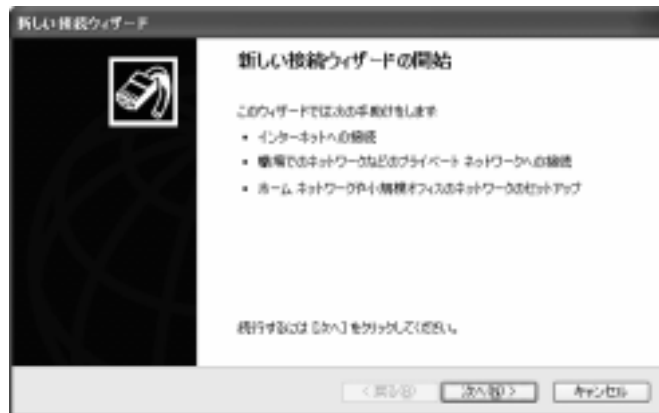 新しい接続ウィザード
新しい接続ウィザードの開始
このウィザードでは次の手助けをします:
• インターネットへの接続
• 職場でのネットワークなどのプライベート ネットワークへの接続
• ホーム ネットワークや小規模オフィスのネットワークのセットアップ
続行するには [次へ] をクリックしてください。
< 戻る(B) 次へ(N) > キャンセル